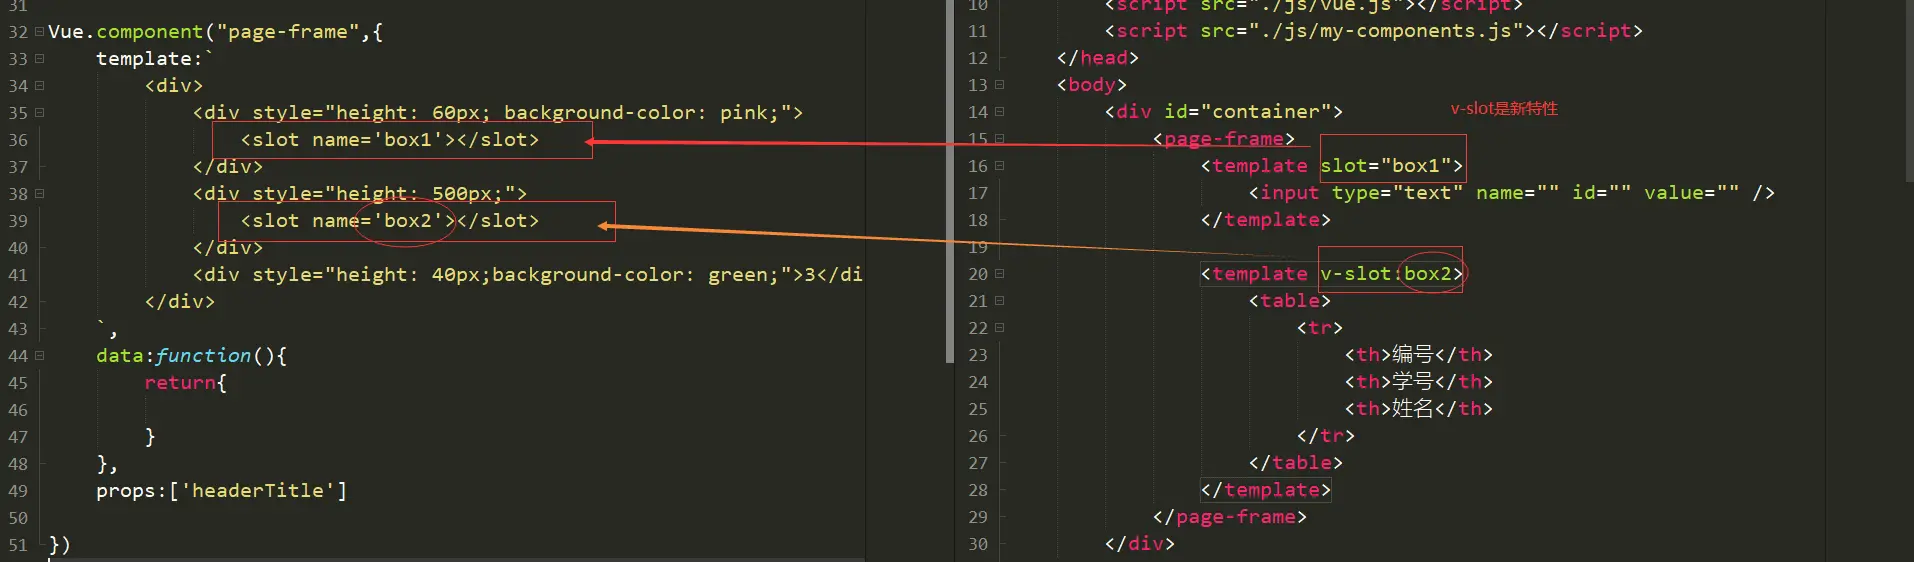 31
32 Vue.component("page-frame",{
33 template:`
34 <div>
35 <div style="height: 60px; background-color: pink;">
36 <slot name='box1'></slot>
37 </div>
38 <div style="height: 500px;">
39 <slot name='box2'></slot>
40 </div>
41 <div style="height: 40px;background-color: green;">3</di
42 </div>
43 `,
44 data:function(){
45 return{
46
47 }
48 },
49 props:['headerTitle']
50
51 })
10 <script src="./js/vue.js"></script>
11 <script src="./js/my-components.js"></script>
12 </head>
13 <body>
14 <div id="container">
v-slot是新特性
15 <page-frame>
16 <template slot="box1">
17 <input type="text" name="" id="" value="" />
18 </template>
19
20 <template v-slot:box2>
21 <table>
22 <tr>
23 <th>编号</th>
24 <th>学号</th>
25 <th>姓名</th>
26 </tr>
27 </table>
28 </template>
29 </page-frame>
30 </div>